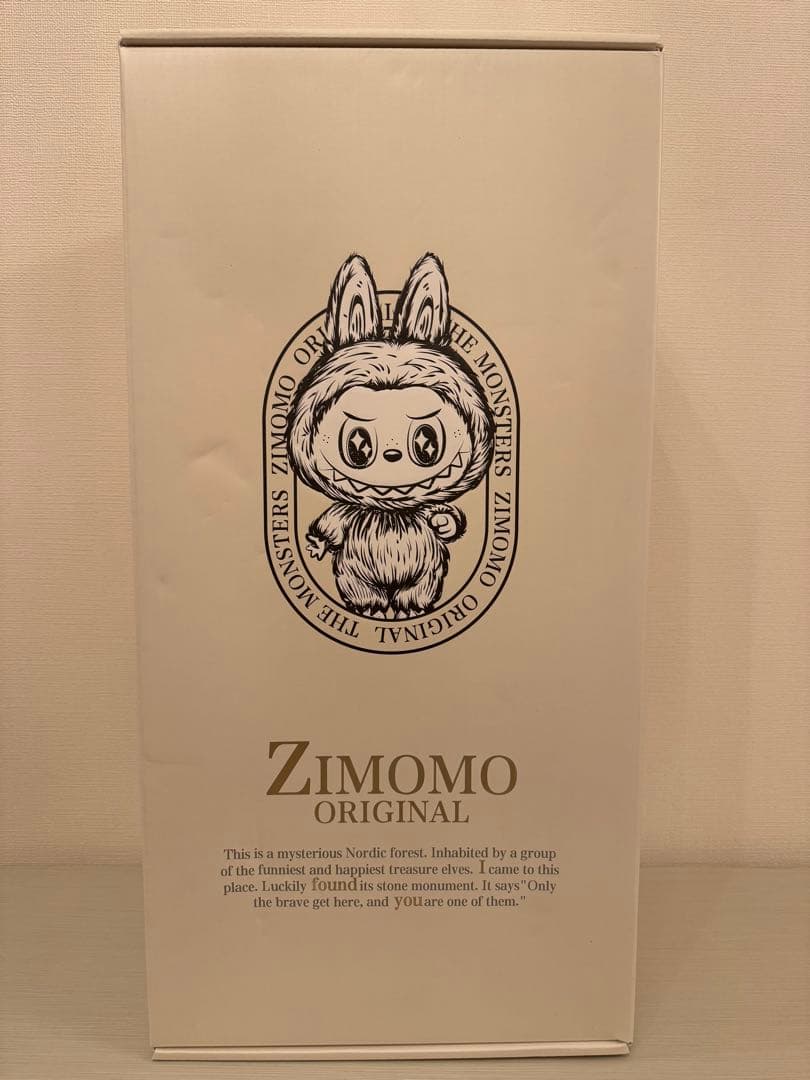 ZIMOMO ORI
THE MONSTERS ZIMOMO ORIGINAL THE MONSTERS
ZIMOMO
ORIGINAL
This is a mysterious Nordic forest. Inhabited by a group
of the funniest and happiest treasure elves. I came to this
place. Luckily found its stone monument. It says"Only
the brave get here, and you are one of them."